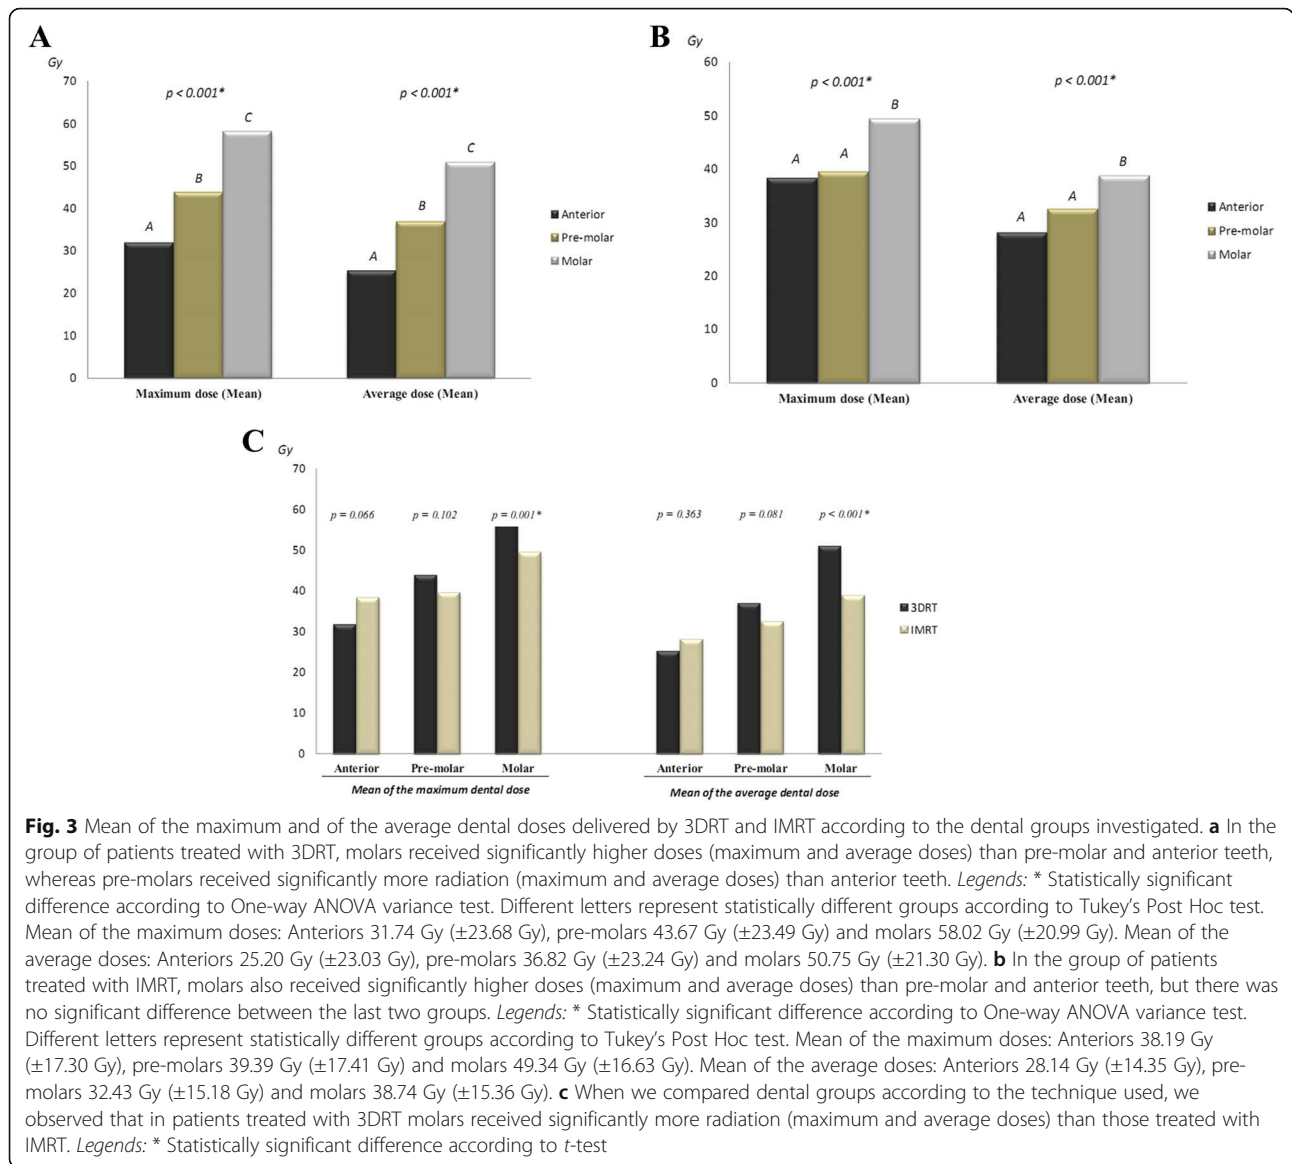 A
Gy
70
60
50
40
30
20
10
0
p < 0.001*
p < 0.001*
A
B
C
A
B
C
Maximum dose (Mean)
Average dose (Mean)
Anterior
Pre-molar
Molar
B
Gy
60
50
40
30
20
10
0
p < 0.001*
p < 0.001*
A
A
B
A
A
B
Maximum dose (Mean)
Average dose (Mean)
Anterior
Pre-molar
Molar
C
Gy
70
60
50
40
30
20
10
0
p = 0.066
p = 0.102
p = 0.001*
p = 0.363
p = 0.081
p < 0.001*
Anterior
Pre-molar
Molar
Anterior
Pre-molar
Molar
Mean of the maximum dental dose
Mean of the average dental dose
3DRT
IMRT
Fig. 3 Mean of the maximum and of the average dental doses delivered by 3DRT and IMRT according to the dental groups investigated. a In the
group of patients treated with 3DRT, molars received significantly higher doses (maximum and average doses) than pre-molar and anterior teeth,
whereas pre-molars received significantly more radiation (maximum and average doses) than anterior teeth. Legends: * Statistically significant
difference according to One-way ANOVA variance test. Different letters represent statistically different groups according to Tukey's Post Hoc test.
Mean of the maximum doses: Anteriors 31.74 Gy (±23.68 Gy), pre-molars 43.67 Gy (±23.49 Gy) and molars 58.02 Gy (±20.99 Gy). Mean of the
average doses: Anteriors 25.20 Gy (±23.03 Gy), pre-molars 36.82 Gy (±23.24 Gy) and molars 50.75 Gy (±21.30 Gy). b In the group of patients
treated with IMRT, molars also received significantly higher doses (maximum and average doses) than pre-molar and anterior teeth, but there was
no significant difference between the last two groups. Legends: * Statistically significant difference according to One-way ANOVA variance test.
Different letters represent statistically different groups according to Tukey's Post Hoc test. Mean of the maximum doses: Anteriors 38.19 Gy
(±17.30 Gy), pre-molars 39.39 Gy (±17.41 Gy) and molars 49.34 Gy (±16.63 Gy). Mean of the average doses: Anteriors 28.14 Gy (±14.35 Gy), pre-
molars 32.43 Gy (±15.18 Gy) and molars 38.74 Gy (±15.36 Gy). c When we compared dental groups according to the technique used, we
observed that in patients treated with 3DRT molars received significantly more radiation (maximum and average doses) than those treated with
IMRT. Legends: * Statistically significant difference according to t-test